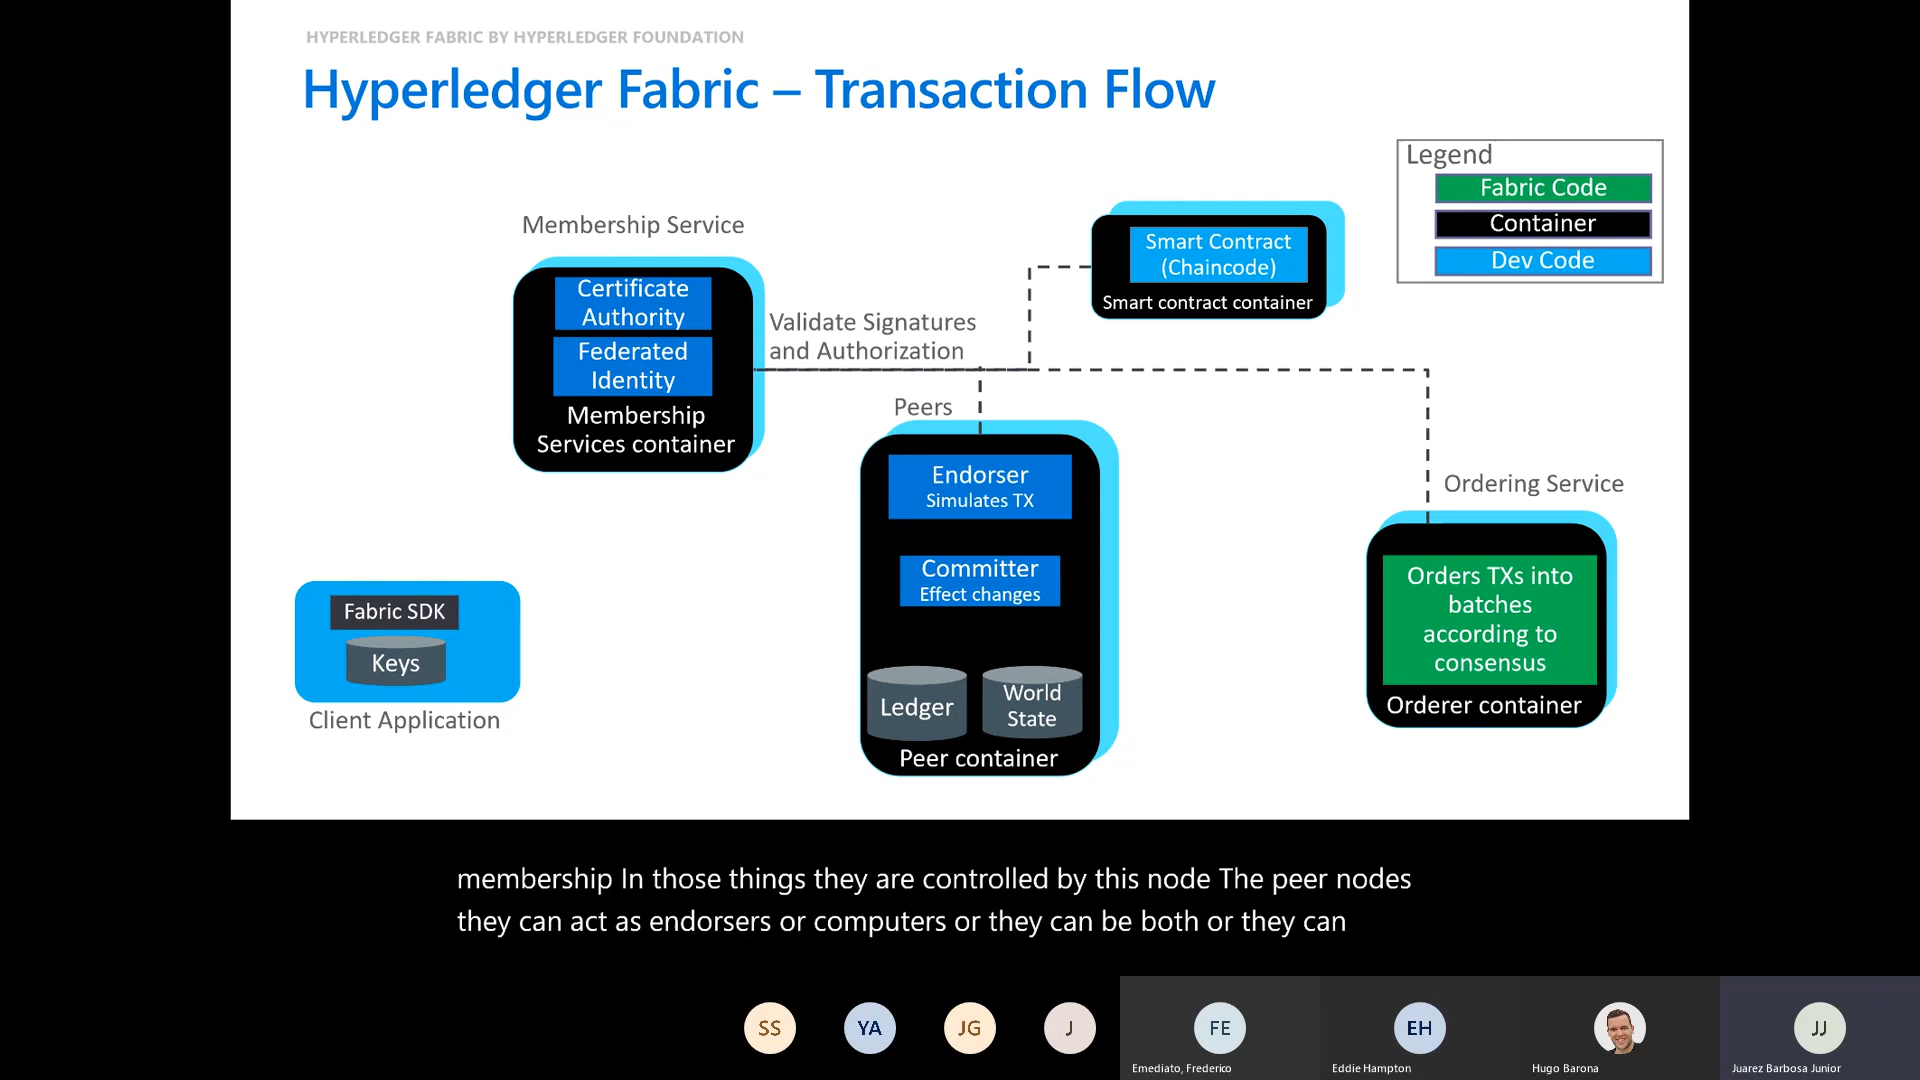 HYPERLEDGER FABRIC BY HYPERLEDGER FOUNDATION
Hyperledger Fabric – Transaction Flow
Legend
Fabric Code
Container
Dev Code
Membership Service
Certificate
Authority
Federated
Identity
Membership
Services container
Validate Signatures
and Authorization
Smart Contract
(Chaincode)
Smart contract container
Peers
Endorser
Simulates TX
Committer
Effect changes
Ledger
World
State
Peer container
Ordering Service
Orders TXs into
batches
according to
consensus
Orderer container
Fabric SDK
Keys
Client Application
membership In those things they are controlled by this node The peer nodes
they can act as endorsers or computers or they can be both or they can
SS
YA
JG
J
FE
EH
JJ
Emediato, Frederico
Eddie Hampton
Hugo Barona
Juarez Barbosa Junior